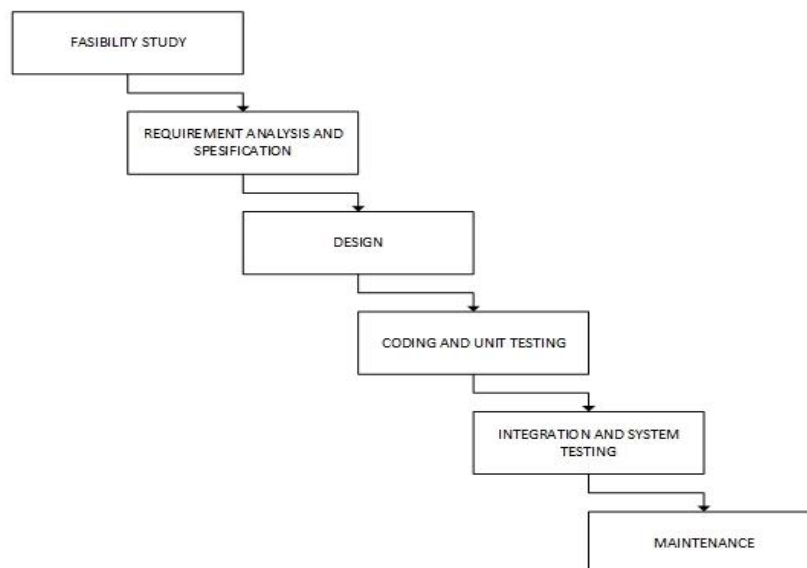 FASIBILITY STUDY
REQUIREMENT ANALYSIS AND
SPESIFICATION
DESIGN
CODING AND UNIT TESTING
INTEGRATION AND SYSTEM
TESTING
MAINTENANCE